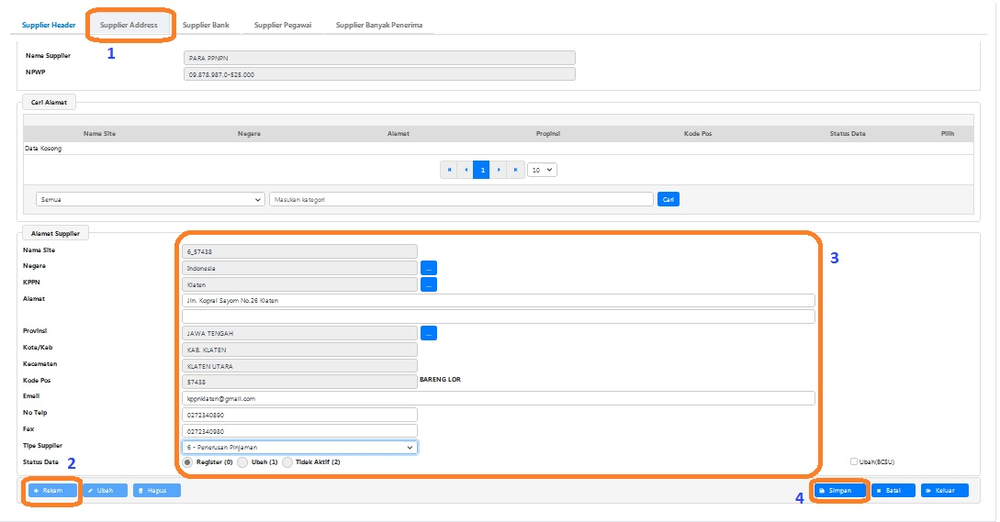 Supplier Header Supplier Address Supplier Bank Supplier Pegawai Supplier Banyak Penerima
1
Nama Supplier PARA PPNPN
NPWP 09.878.987.0-525.000
Cari Alamat
Nama Site Negara Alamat Propinsi Kode Pos Status Data Pilih
Data Kosong
1 10
Semua Masukan kategori Cari
Alamat Supplier
3
Nama Site 6_57438
Negara Indonesia ...
KPPN Klaten ...
Alamat Jln. Kopral Sayom No.26 Klaten
Provinsi JAWA TENGAH ...
Kota/Kab KAB. KLATEN
Kecamatan KLATEN UTARA
Kode Pos 57438 BARENG LOR
Email kppnklaten@gmail.com
No Telp 0272340890
Fax 0272340980
Tipe Supplier 6 - Penerusan Pinjaman
Status Data 2 Register (0) Ubah (1) Tidak Aktif (2) Ubah(BCSU)
Rekam Ubah Hapus 4 Simpan Batal Keluar